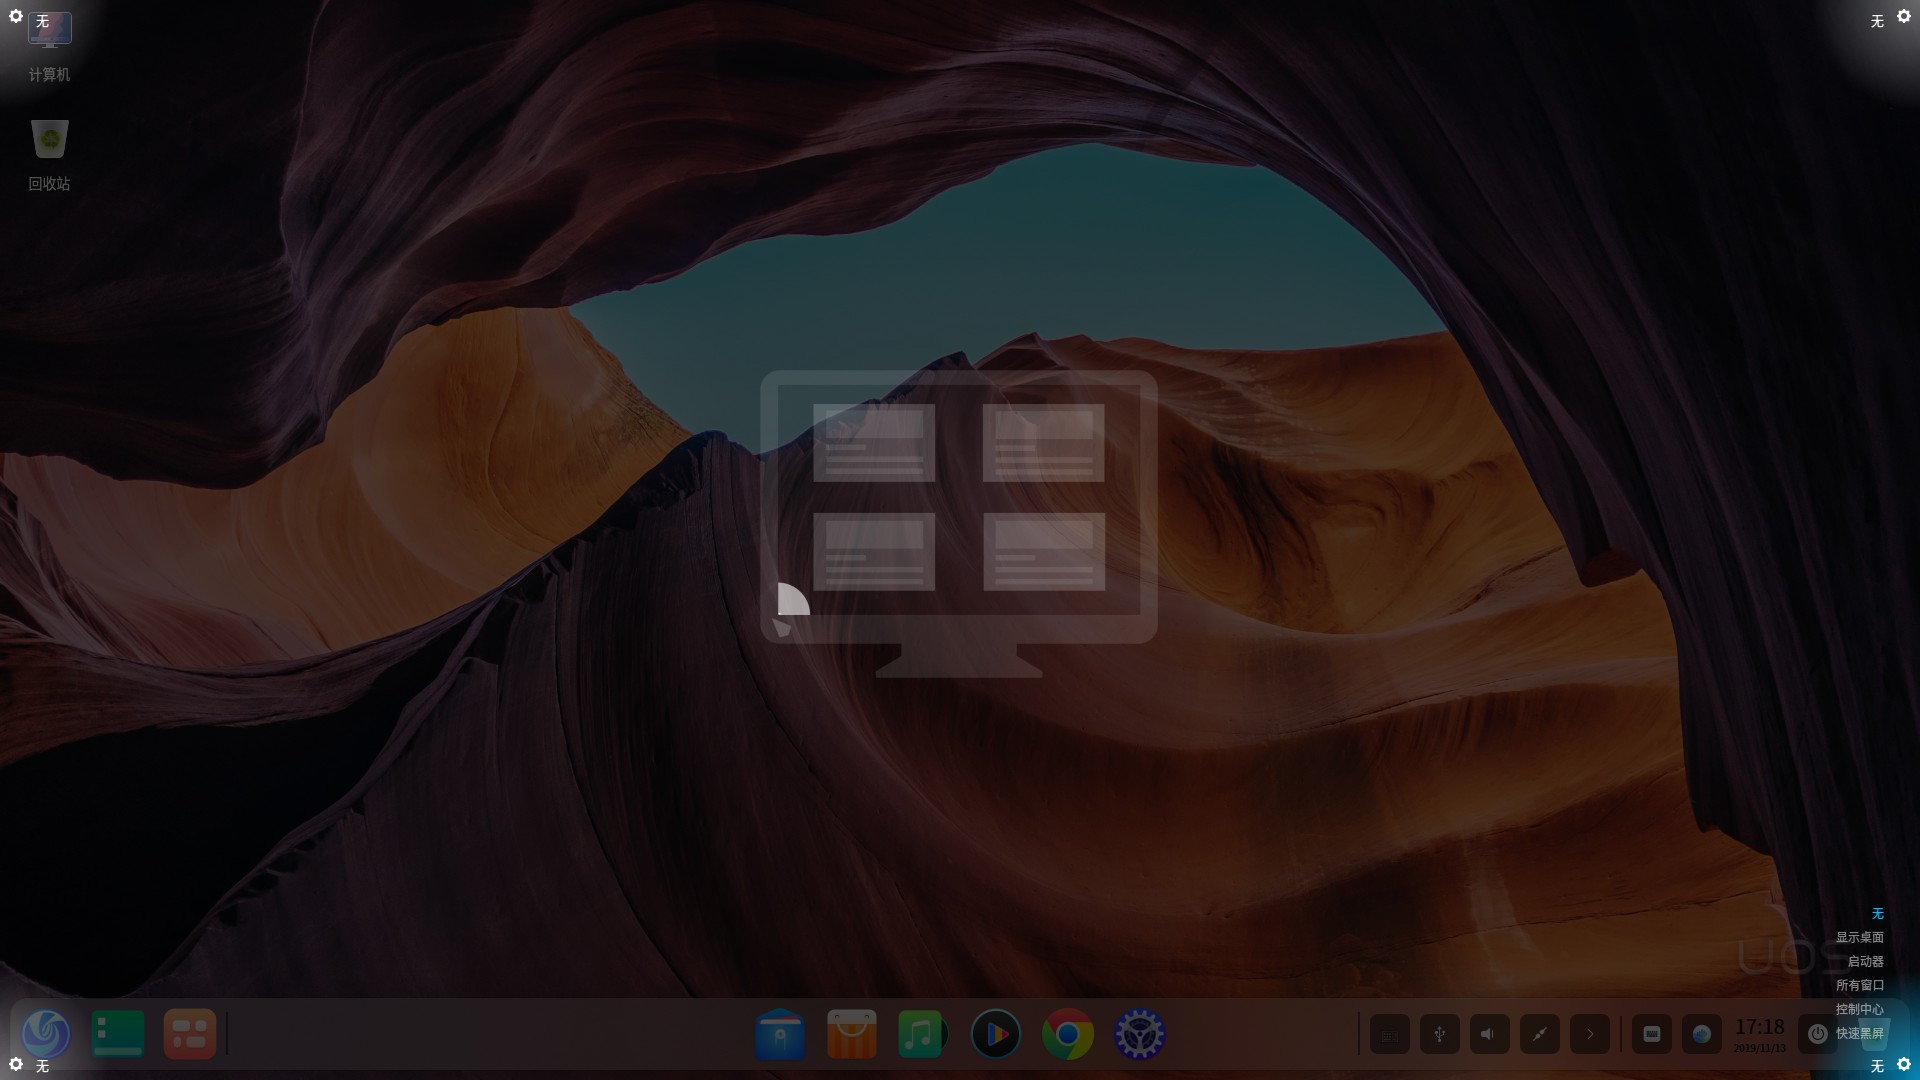 无
无
计算机
回收站
无
显示桌面
启动器
所有窗口
控制中心
快速黑屏
UOS
17:18
2019/11/13
无
无